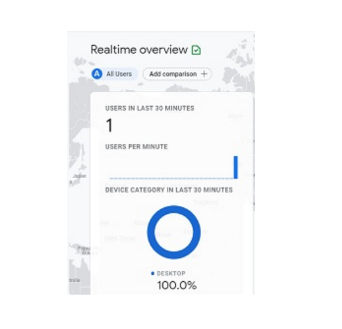 Realtime overview
A All Users Add comparison +
USERS IN LAST 30 MINUTES
1
USERS PER MINUTE
DEVICE CATEGORY IN LAST 30 MINUTES
DESKTOP
100.0%